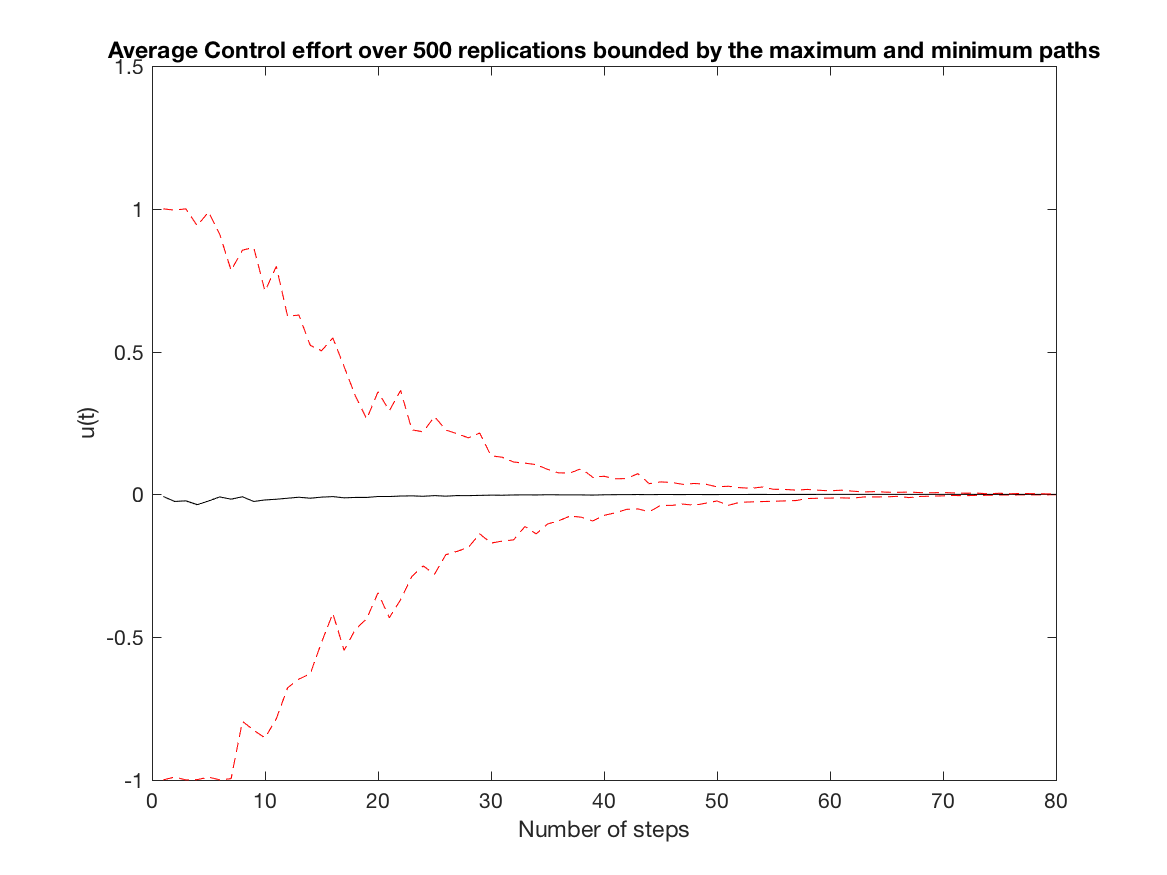 Average Control effort over 500 replications bounded by the maximum and minimum paths
1.5
1
0.5
0
-0.5
-1
u(t)
0 10 20 30 40 50 60 70 80
Number of steps